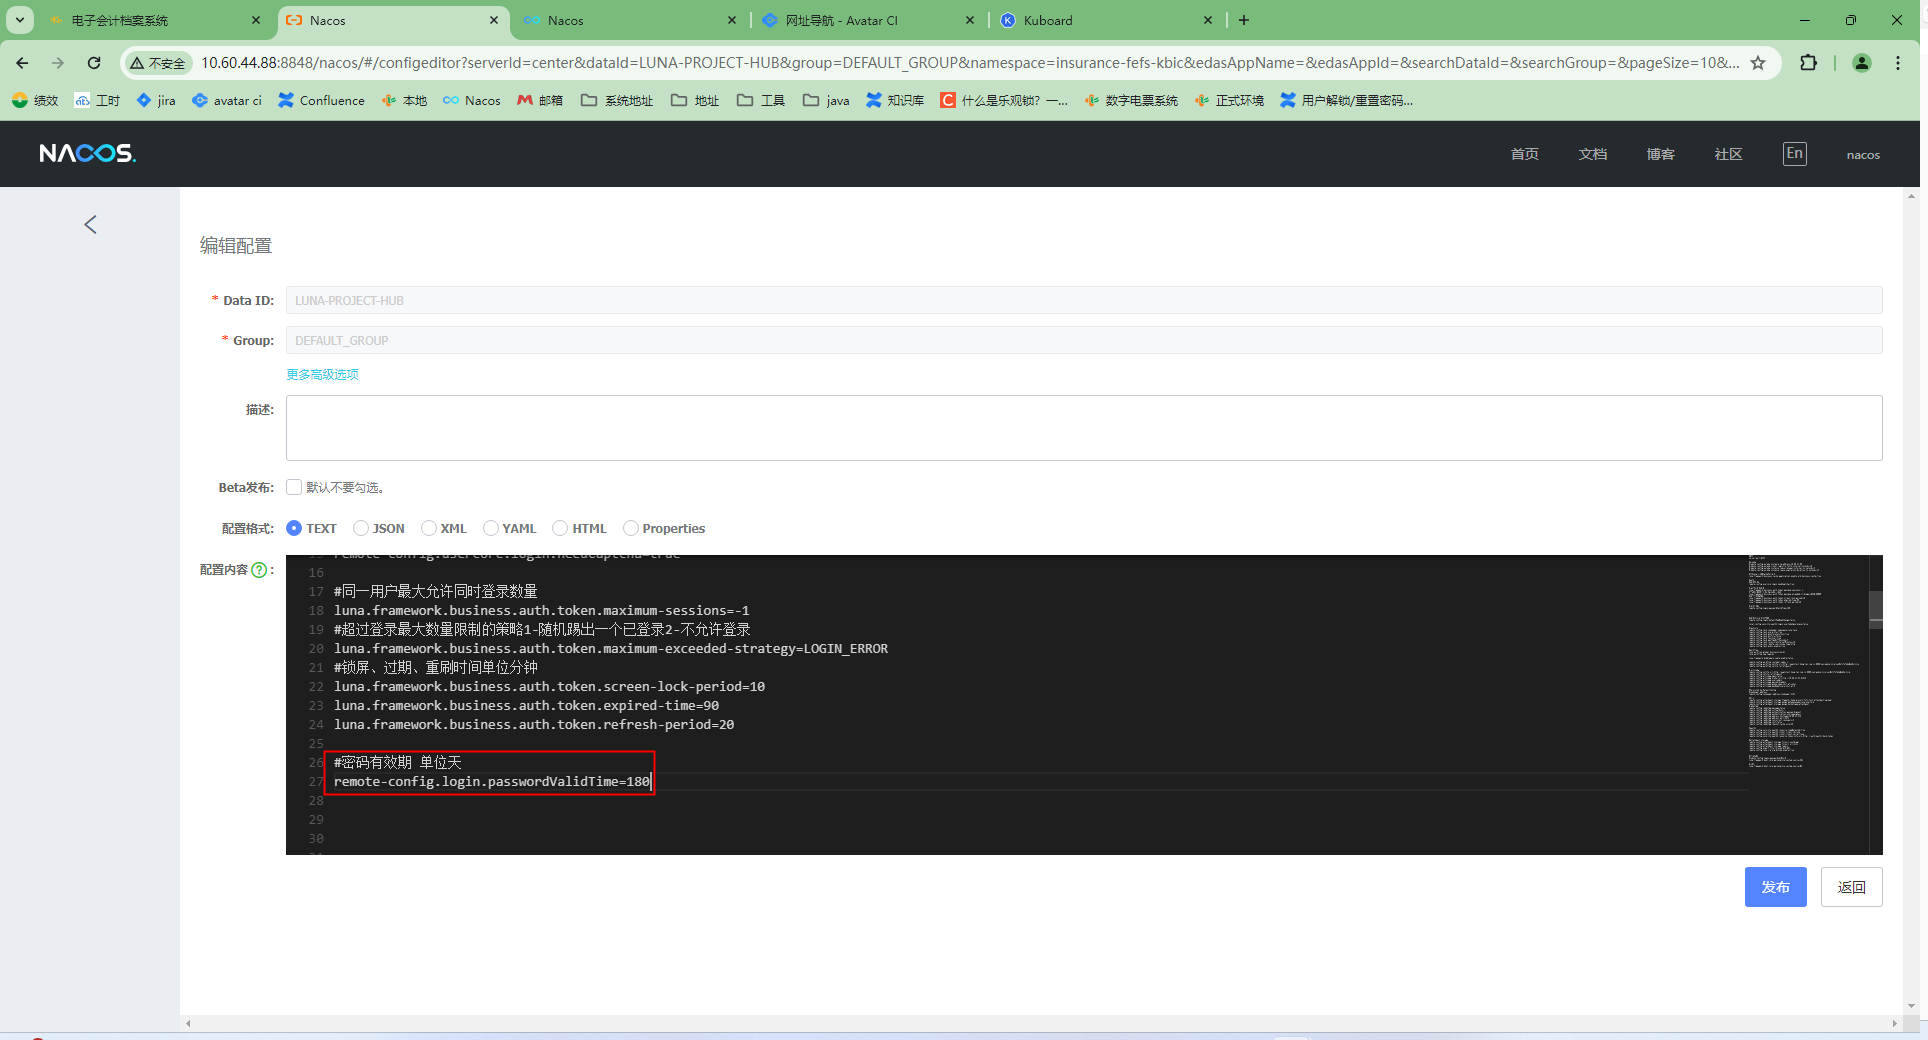 电子会计档案系统
Nacos
Nacos
网址导航 - Avatar CI
Kuboard
不安全
10.60.44.88:8848/nacos/#/configeditor?serverId=center&dataId=LUNA-PROJECT-HUB&group=DEFAULT_GROUP&namespace=insurance-fefs-kbic&edasAppName=&edasAppId=&searchDataId=&searchGroup=&pageSize=10&...
绩效 工时 jira avatar ci Confluence 本地 Nacos 邮箱 系统地址 地址 工具 java 知识库 什么是乐观锁? 一... 数字电票系统 正式环境 用户解锁/重置密码...
NACOS.
首页 文档 博客 社区 En nacos
编辑配置
* Data ID: LUNA-PROJECT-HUB
* Group: DEFAULT_GROUP
更多高级选项
描述:
Beta发布: 默认不要勾选。
配置格式: TEXT JSON XML YAML HTML Properties
配置内容 ? :
15 remote-config.usercore.login.needcaptcha=true
16
17 #同一用户最大允许同时登录数量
18 luna.framework.business.auth.token.maximum-sessions=-1
19 #超过登录最大数量限制的策略1-随机踢出一个已登录2-不允许登录
20 luna.framework.business.auth.token.maximum-exceeded-strategy=LOGIN_ERROR
21 #锁屏、过期、重刷时间单位分钟
22 luna.framework.business.auth.token.screen-lock-period=10
23 luna.framework.business.auth.token.expired-time=90
24 luna.framework.business.auth.token.refresh-period=20
25
26 #密码有效期 单位天
27 remote-config.login.passwordValidTime=180
28
29
30
发布 返回